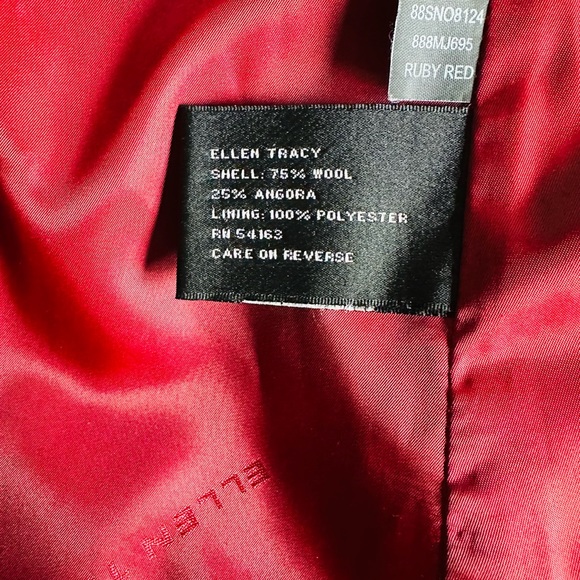 88SNO8124
888MJ695
RUBY RED
ELLEN TRACY
SHELL: 75% WOOL
25% ANGORA
LINING: 100% POLYESTER
RN 54163
CARE ON REVERSE
ELLEN